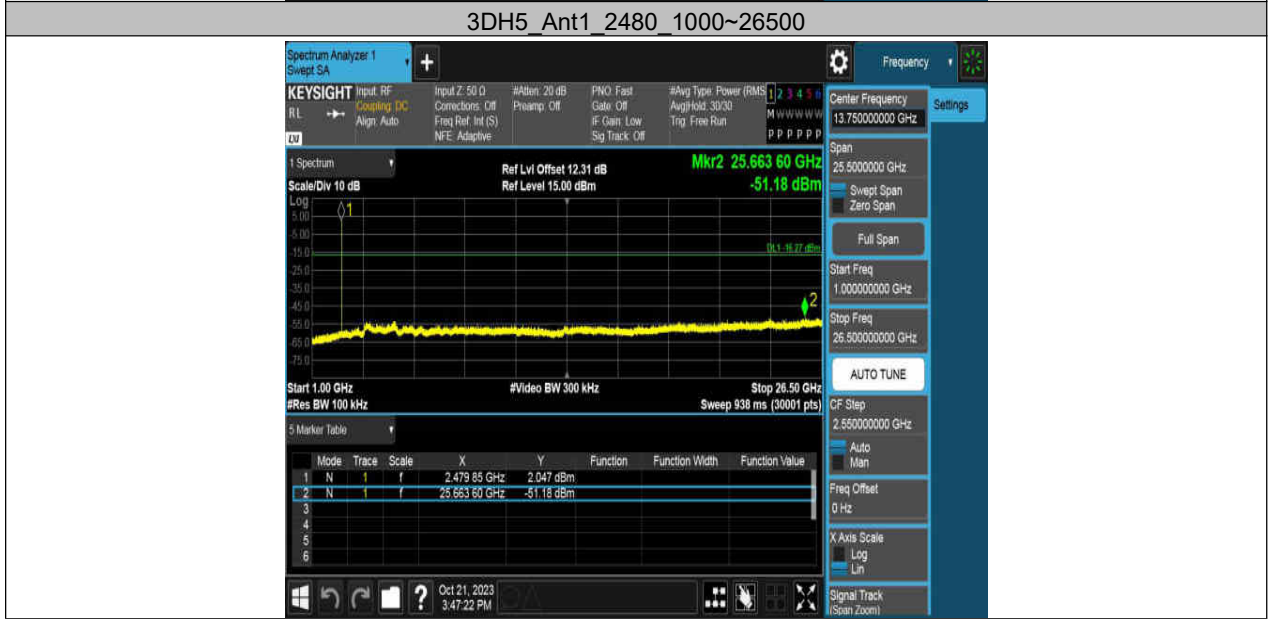 3DH5_Ant1_2480_1000~26500
Spectrum Analyzer 1
Swept SA
+
Frequency
KEYSIGHT
RL
LXI
Input: RF
Coupling: DC
Align: Auto
Input Z: 50 Ω
Corrections: Off
Freq Ref: Int (S)
NFE: Adaptive
#Atten: 20 dB
Preamp: Off
PNO: Fast
Gate: Off
IF Gain: Low
Sig Track: Off
#Avg Type: Power (RMS
Avg|Hold: 30/30
Trig: Free Run
1 2 3 4 5 6
M W W W W W
P P P P P P
Center Frequency
13.750000000 GHz
Settings
Span
25.5000000 GHz
Swept Span
Zero Span
Full Span
Start Freq
1.000000000 GHz
Stop Freq
26.500000000 GHz
AUTO TUNE
CF Step
2.550000000 GHz
Auto
Man
Freq Offset
0 Hz
X Axis Scale
Log
Lin
Signal Track
(Span Zoom)
1 Spectrum
Scale/Div 10 dB
Ref Lvl Offset 12.31 dB
Ref Level 15.00 dBm
Mkr2 25.663 60 GHz
-51.18 dBm
Log
5.00
-5.00
-15.0
-25.0
-35.0
-45.0
-55.0
-65.0
-75.0
1
DL1 -16.27 dBm
2
Start 1.00 GHz
#Res BW 100 kHz
#Video BW 300 kHz
Stop 26.50 GHz
Sweep 938 ms (30001 pts)
5 Marker Table
Mode Trace Scale X Y Function Function Width Function Value
1 N 1 f 2.479 85 GHz 2.047 dBm
2 N 1 f 25.663 60 GHz -51.18 dBm
3
4
5
6
?
Oct 21, 2023
3:47:22 PM